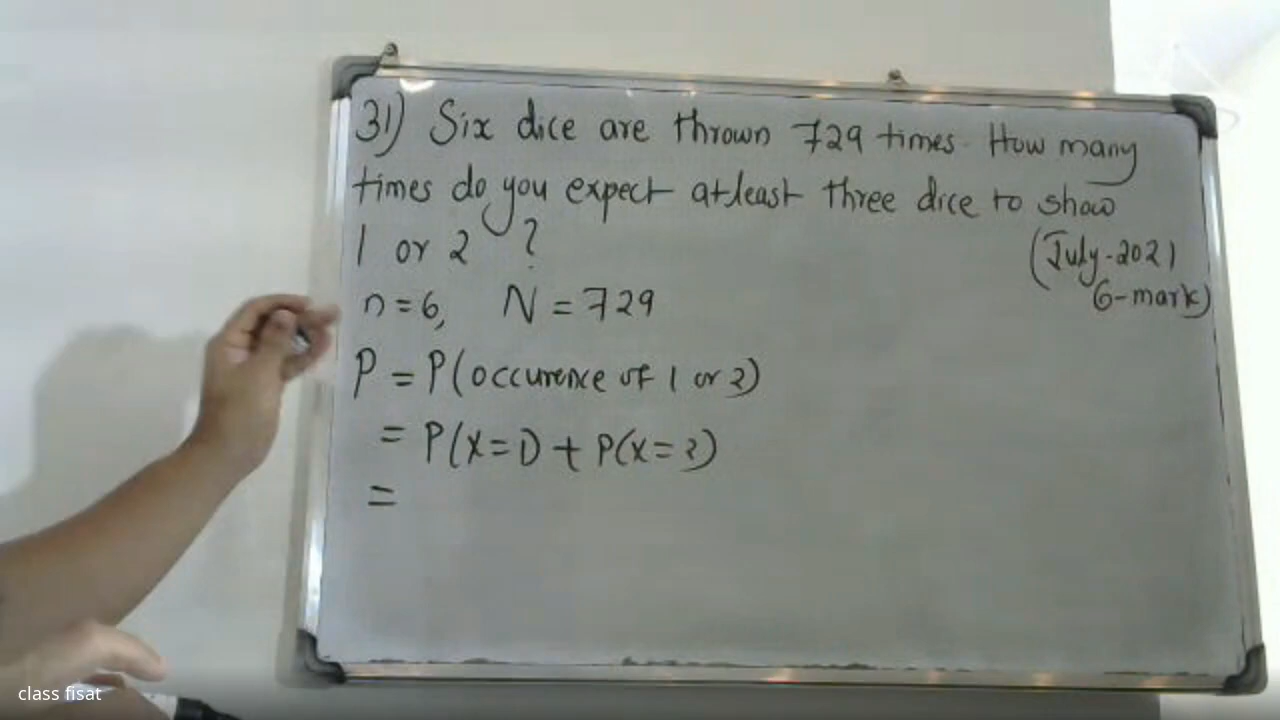 31) Six dice are thrown 729 times. How many
times do you expect atleast three dice to show
1 or 2 ?
(July-2021
6-mark)
n = 6, N = 729
P = P(occurence of 1 or 2)
= P(X=1) + P(X=2)
=
class fisat